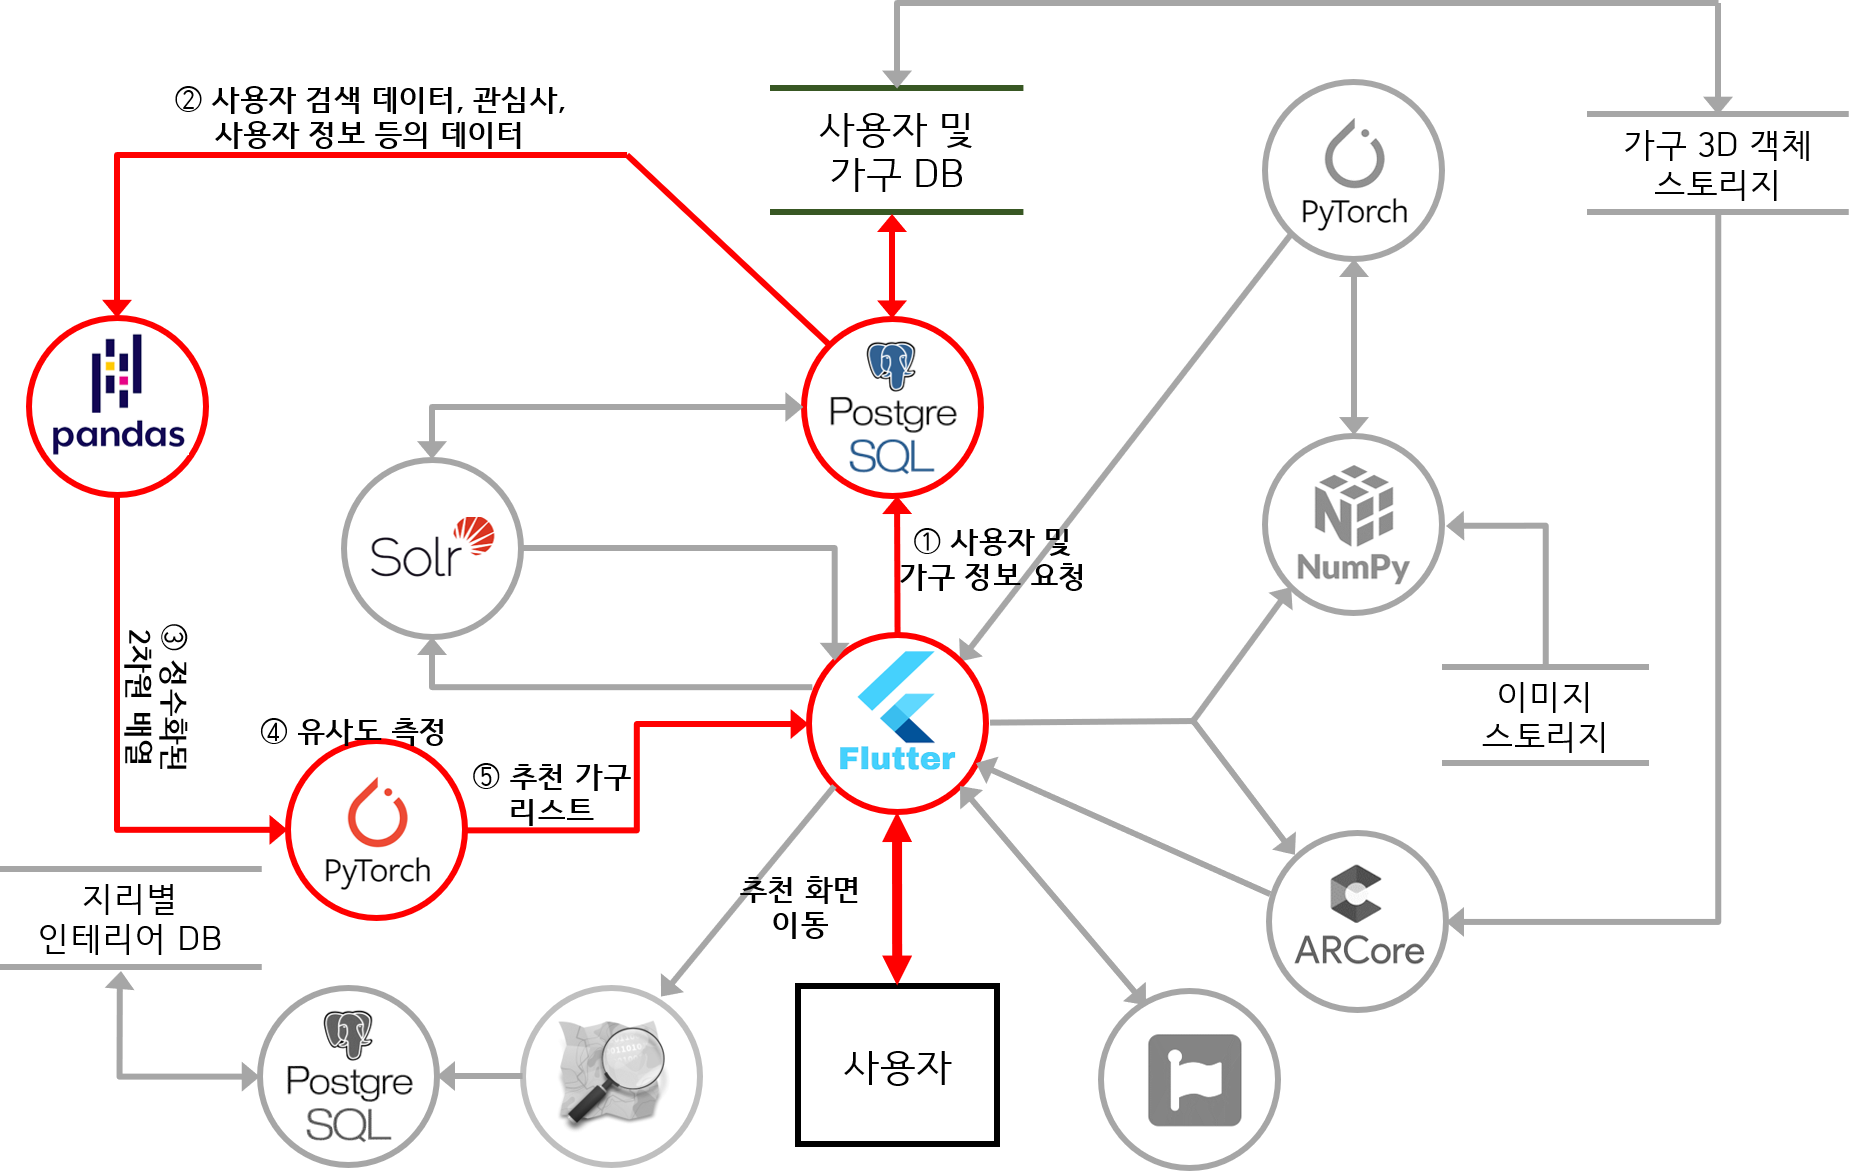 ② 사용자 검색 데이터, 관심사,
사용자 정보 등의 데이터
사용자 및
가구 DB
가구 3D 객체
스토리지
PyTorch
pandas
Postgre
SQL
Solr
① 사용자 및
가구 정보 요청
NumPy
③ 정수화된
2차원 배열
이미지
스토리지
④ 유사도 측정
Flutter
⑤ 추천 가구
리스트
PyTorch
지리별
인테리어 DB
추천 화면
이동
ARCore
Postgre
SQL
011010
사용자